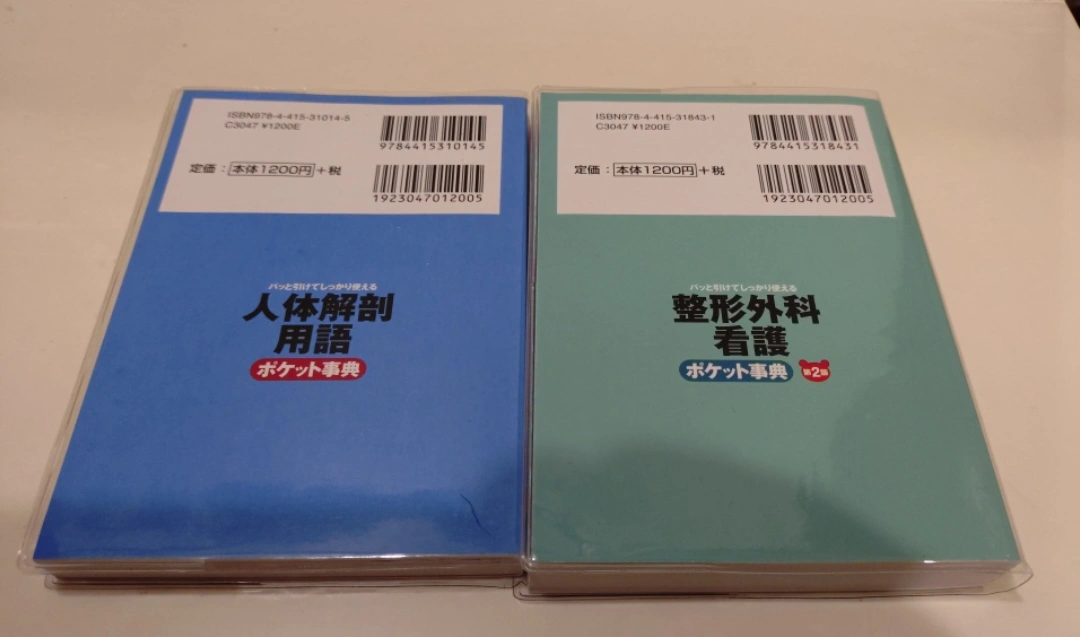 ISBN978-4-415-31014-5
C3047 ¥1200E
9784415310145
定価：本体1200円＋税
1923047012005
パッと引けてしっかり使える
人体解剖
用語
ポケット事典
ISBN978-4-415-31843-1
C3047 ¥1200E
9784415318431
定価：本体1200円＋税
1923047012005
パッと引けてしっかり使える
整形外科
看護
ポケット事典 第2版